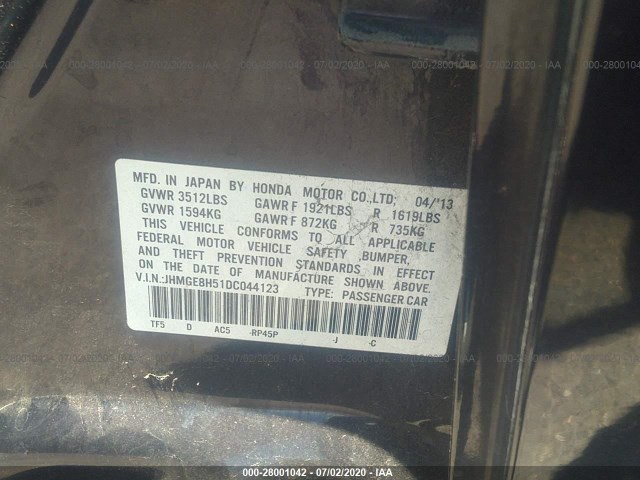 000-28001042 - 07/02/2020 - IAA
MFD. IN JAPAN BY HONDA MOTOR CO.,LTD; 04/'13
GVWR 3512LBS GAWR F 1921LBS R 1619LBS
GVWR 1594KG GAWR F 872KG R 735KG
THIS VEHICLE CONFORMS TO ALL APPLICABLE
FEDERAL MOTOR VEHICLE SAFETY BUMPER,
AND THEFT PREVENTION STANDARDS IN EFFECT
ON THE DATE OF MANUFACTURE SHOWN ABOVE.
V.I.N.:JHMGE8H51DC044123 TYPE: PASSENGER CAR
TF5 D AC5 -RP45P -J -C
000-28001042 - 07/02/2020 - IAA